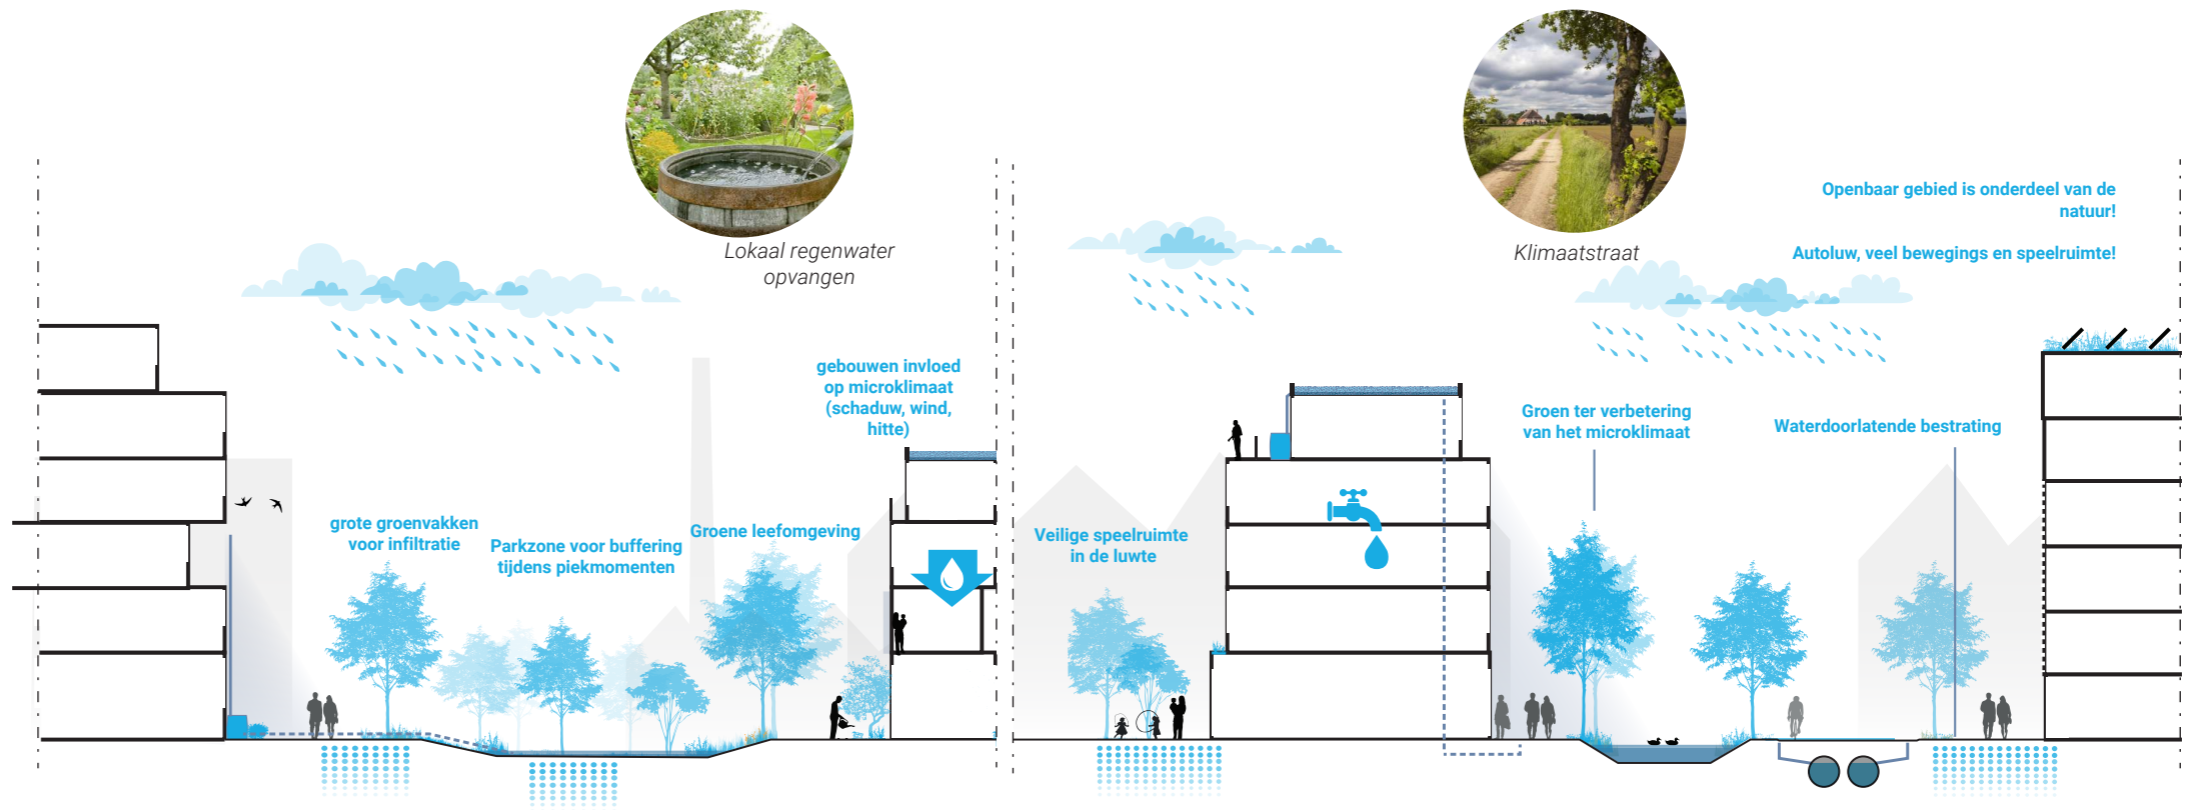 Lokaal regenwater
opvangen
Klimaatstraat
Openbaar gebied is onderdeel van de
natuur!
Autoluw, veel bewegings en speelruimte!
gebouwen invloed
op microklimaat
(schaduw, wind,
hitte)
grote groenvakken
voor infiltratie
Parkzone voor buffering
tijdens piekmomenten
Groene leefomgeving
Veilige speelruimte
in de luwte
Groen ter verbetering
van het microklimaat
Waterdoorlatende bestrating